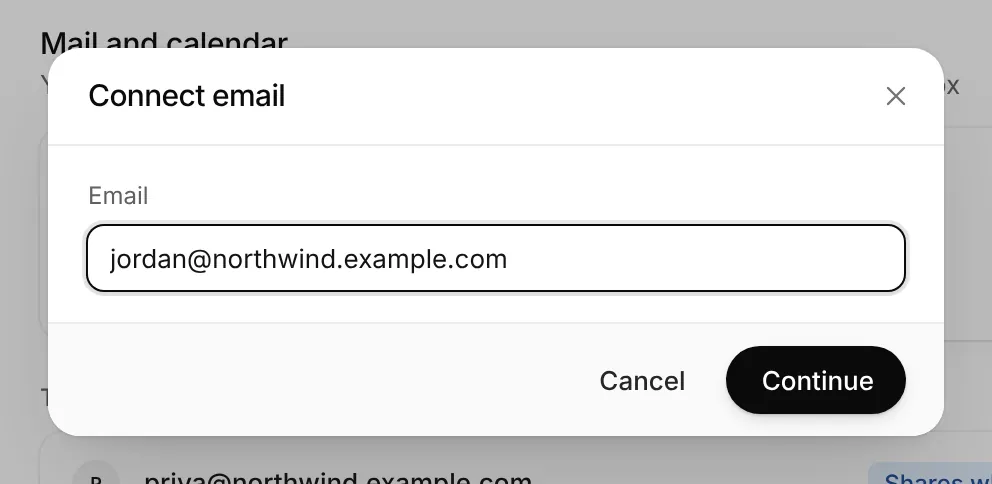 Mail and calendar
Connect email
Email
jordan@northwind.example.com
Cancel
Continue
priya@northwind.example.com